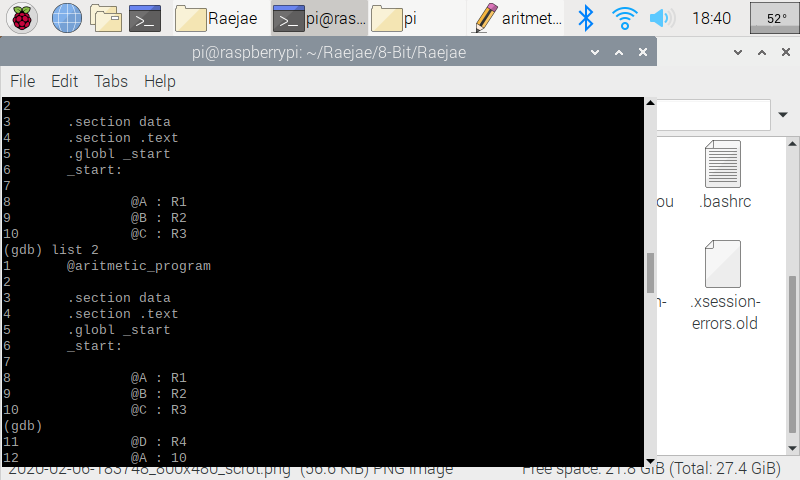 Raejae
pi@ras...
pi
aritmet...
18:40
52°
pi@raspberrypi: ~/Raejae/8-Bit/Raejae
File Edit Tabs Help
2
3 .section data
4 .section .text
5 .globl _start
6 _start:
7
8 @A : R1
9 @B : R2
10 @C : R3
(gdb) list 2
1 @aritmetic_program
2
3 .section data
4 .section .text
5 .globl _start
6 _start:
7
8 @A : R1
9 @B : R2
10 @C : R3
(gdb)
11 @D : R4
12 @A : 10
ou
.bashrc
n-
.xsession-
errors.old
2020-02-06-183748_800x480_scrot.png (56.6 KiB) PNG image
Free space: 21.8 GiB (Total: 27.4 GiB)